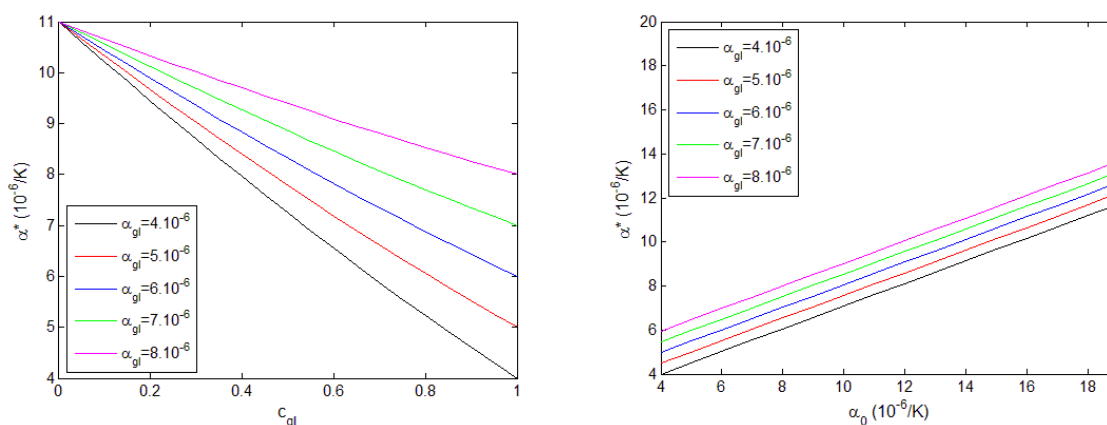 11
10
9
8
7
6
5
4
α* (10⁻⁶/K)
α_gl=4.10⁻⁶
α_gl=5.10⁻⁶
α_gl=6.10⁻⁶
α_gl=7.10⁻⁶
α_gl=8.10⁻⁶
0 0.2 0.4 0.6 0.8 1
c_gl
20
18
16
14
12
10
8
6
4
α* (10⁻⁶/K)
α_gl=4.10⁻⁶
α_gl=5.10⁻⁶
α_gl=6.10⁻⁶
α_gl=7.10⁻⁶
α_gl=8.10⁻⁶
4 6 8 10 12 14 16 18
α₀ (10⁻⁶/K)